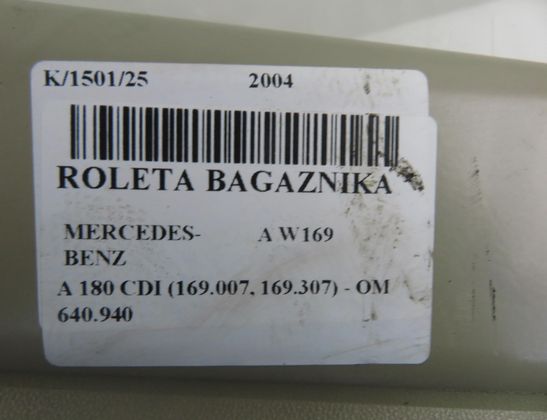 K/1501/25 2004
ROLETA BAGAZNIKA
MERCEDES- A W169
BENZ
A 180 CDI (169.007, 169.307) - OM
640.940